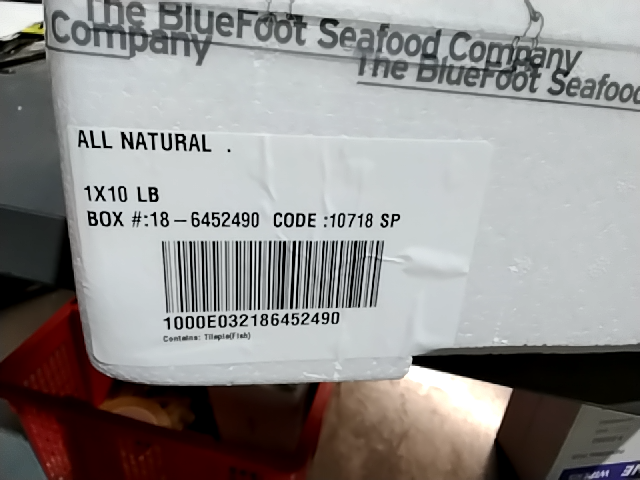 The BlueFoot Seafood Company
Company
The BlueFoot Seafood
ALL NATURAL .
1X10 LB
BOX #:18-6452490 CODE :10718 SP
1000E032186452490
Contains: Tilapia(Fish)